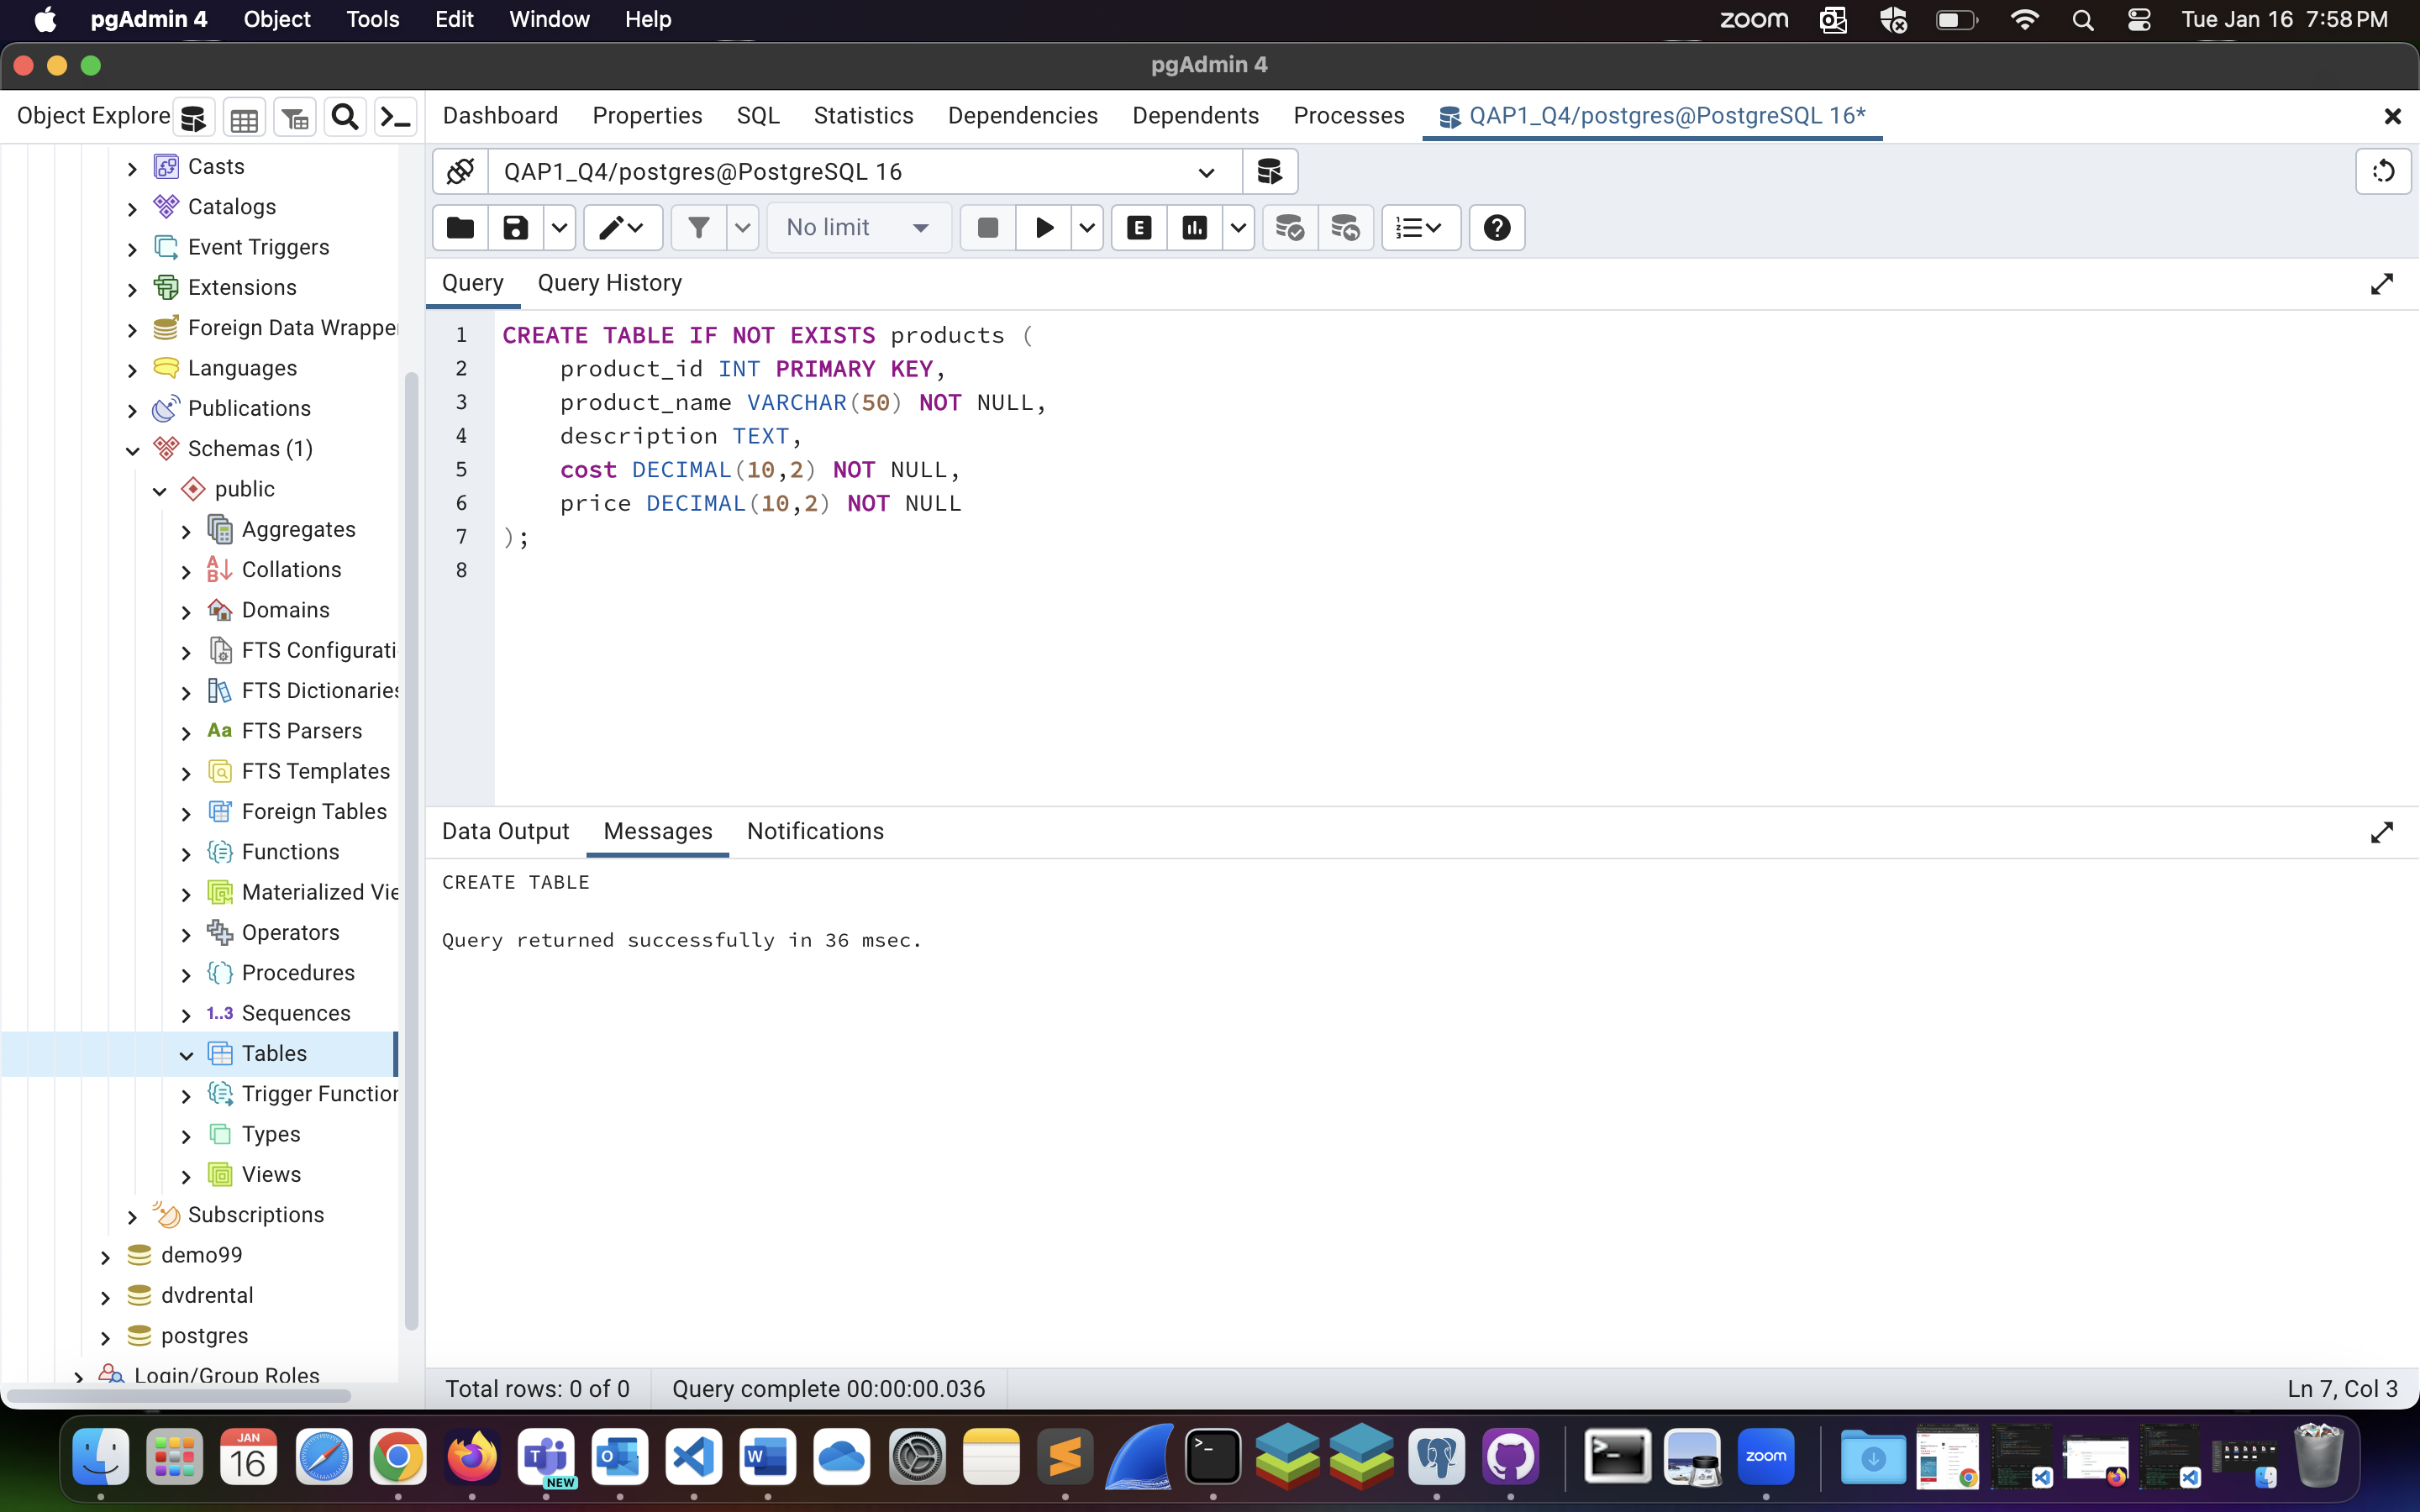 pgAdmin 4 Object Tools Edit Window Help zoom Tue Jan 16 7:58 PM
pgAdmin 4
Object Explore Dashboard Properties SQL Statistics Dependencies Dependents Processes QAP1_Q4/postgres@PostgreSQL 16*
QAP1_Q4/postgres@PostgreSQL 16
No limit
E
Query Query History
1 CREATE TABLE IF NOT EXISTS products (
2 product_id INT PRIMARY KEY,
3 product_name VARCHAR(50) NOT NULL,
4 description TEXT,
5 cost DECIMAL(10,2) NOT NULL,
6 price DECIMAL(10,2) NOT NULL
7 );
8
Casts
Catalogs
Event Triggers
Extensions
Foreign Data Wrappe
Languages
Publications
Schemas (1)
public
Aggregates
Collations
Domains
FTS Configurati
FTS Dictionaries
Aa FTS Parsers
FTS Templates
Foreign Tables
Functions
Materialized Vie
Operators
Procedures
1..3 Sequences
Tables
Trigger Function
Types
Views
Subscriptions
demo99
dvdrental
postgres
Login/Group Roles
Data Output Messages Notifications
CREATE TABLE
Query returned successfully in 36 msec.
Total rows: 0 of 0 Query complete 00:00:00.036 Ln 7, Col 3
JAN
16
NEW
zoom